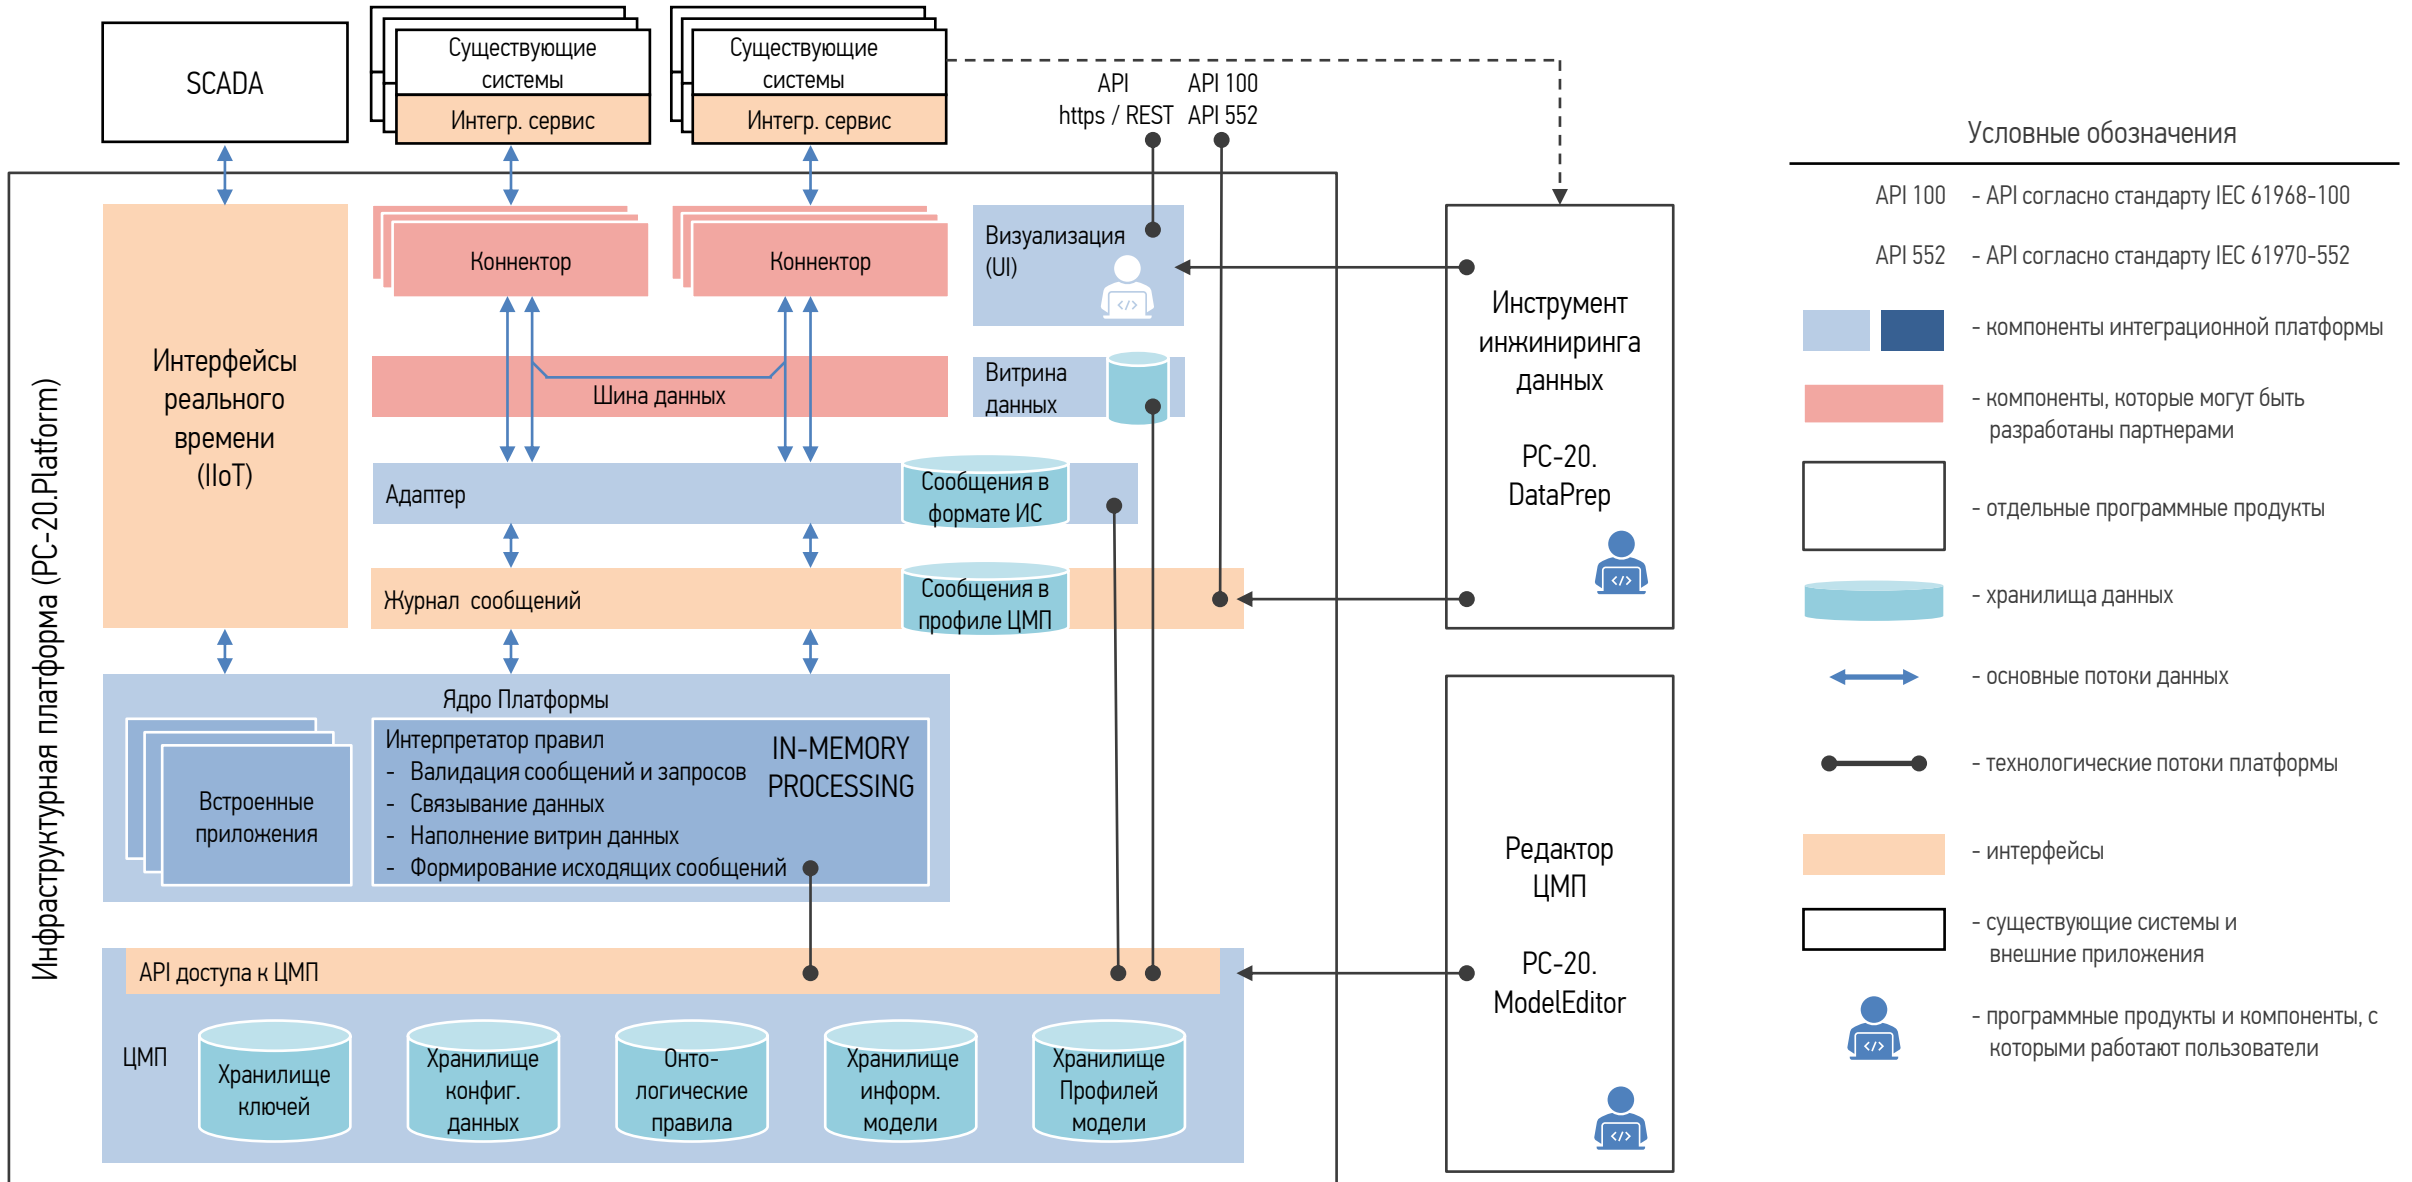 SCADA
Существующие
системы
Интегр. сервис
Существующие
системы
Интегр. сервис
API
https / REST
API 100
API 552
Инфраструктурная платформа (PC-20.Platform)
Интерфейсы
реального
времени
(IIoT)
Коннектор
Коннектор
Визуализация
(UI)
Шина данных
Витрина
данных
Адаптер
Сообщения в
формате ИС
Журнал сообщений
Сообщения в
профиле ЦМП
Ядро Платформы
Встроенные
приложения
Интерпретатор правил
- Валидация сообщений и запросов
- Связывание данных
- Наполнение витрин данных
- Формирование исходящих сообщений
IN-MEMORY
PROCESSING
API доступа к ЦМП
ЦМП
Хранилище
ключей
Хранилище
конфиг.
данных
Онто-
логические
правила
Хранилище
информ.
модели
Хранилище
Профилей
модели
Инструмент
инжиниринга
данных
PC-20.
DataPrep
Редактор
ЦМП
PC-20.
ModelEditor
Условные обозначения
API 100 - API согласно стандарту IEC 61968-100
API 552 - API согласно стандарту IEC 61970-552
- компоненты интеграционной платформы
- компоненты, которые могут быть
разработаны партнерами
- отдельные программные продукты
- хранилища данных
- основные потоки данных
- технологические потоки платформы
- интерфейсы
- существующие системы и
внешние приложения
- программные продукты и компоненты, с
которыми работают пользователи